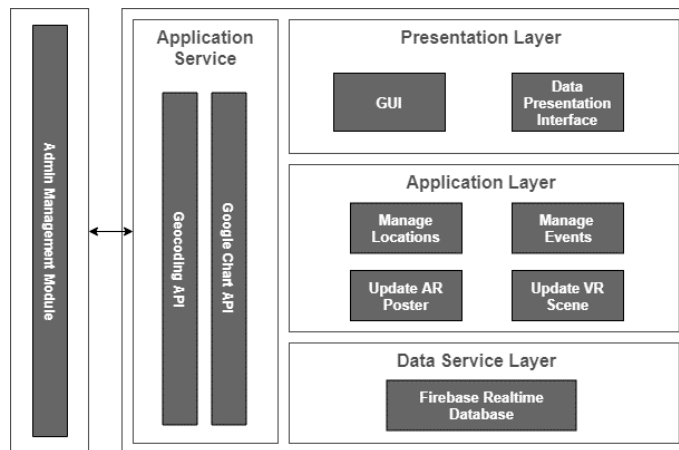 Admin Management Module
Application
Service
Geocoding API
Google Chart API
Presentation Layer
GUI
Data
Presentation
Interface
Application Layer
Manage
Locations
Manage
Events
Update AR
Poster
Update VR
Scene
Data Service Layer
Firebase Realtime
Database